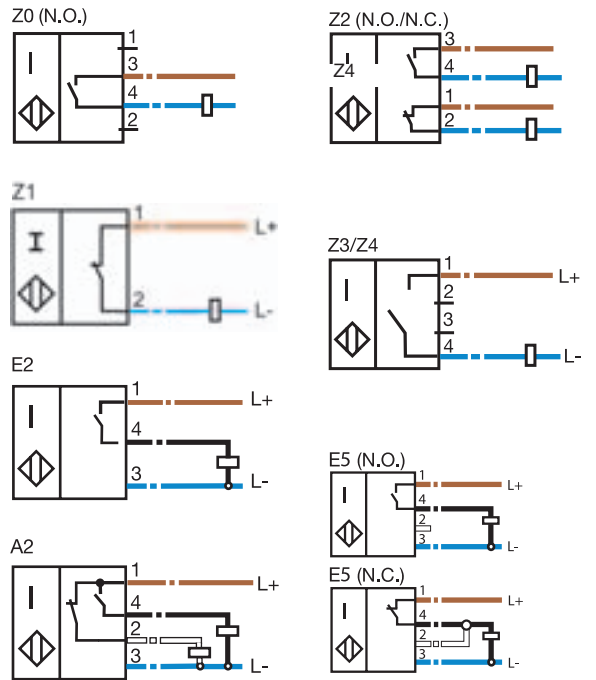 Z0 (N.O.)
1
3
4
2
I
Z1
1
L+
I
2
L-
E2
1
L+
I
4
3
L-
A2
1
L+
I
4
2
3
L-
Z2 (N.O./N.C.)
3
I
Z4
4
1
2
Z3/Z4
1
L+
I
2
3
4
L-
E5 (N.O.)
1
L+
I
4
2
3
L-
E5 (N.C.)
1
L+
I
4
2
3
L-